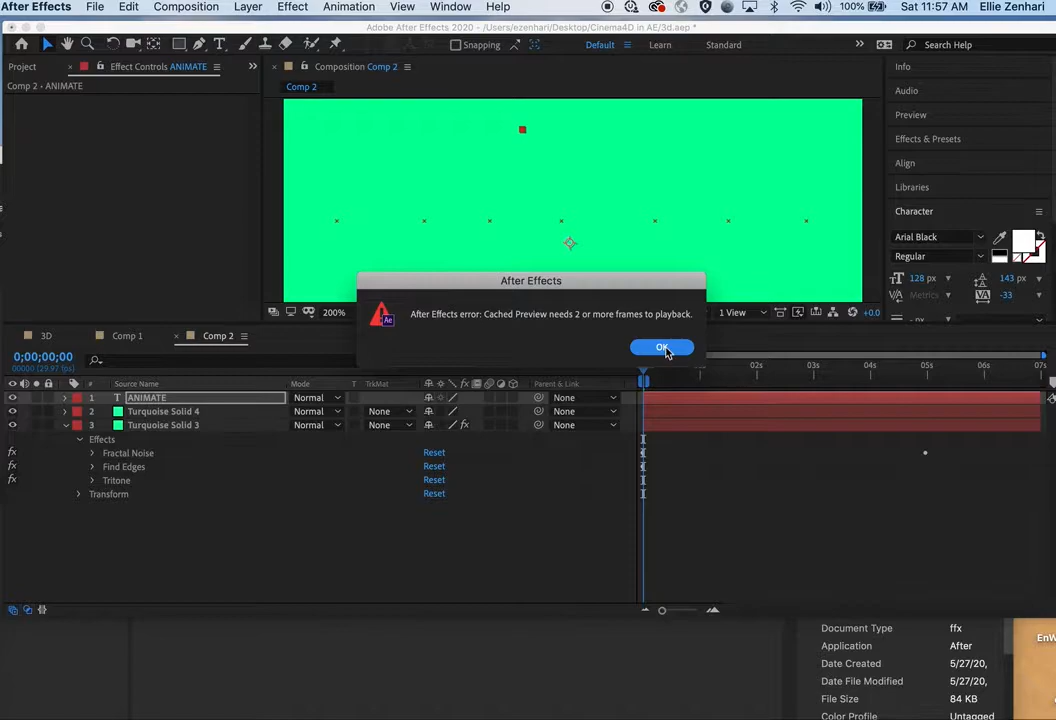 After Effects File Edit Composition Layer Effect Animation View Window Help 100% Sat 11:57 AM Ellie Zenhari
Adobe After Effects 2020 - /Users/ezenhari/Desktop/Cinema4D in AE/3d.aep *
Snapping Default Learn Standard Search Help
Project Effect Controls ANIMATE Composition Comp 2 Info
Comp 2 • ANIMATE Comp 2
Audio
Preview
Effects & Presets
Align
Libraries
Character
Arial Black
Regular
128 px 143 px
Metrics -33
After Effects
After Effects error: Cached Preview needs 2 or more frames to playback.
OK
200% 1 View +0.0
3D Comp 1 Comp 2
0;00;00;00
00000 (29.97 fps)
02s 03s 04s 05s 06s 07s
# Source Name Mode T TrkMat Parent & Link
1 T ANIMATE Normal None
2 Turquoise Solid 4 Normal None None
3 Turquoise Solid 3 Normal None None
Effects
fx Fractal Noise Reset
fx Find Edges Reset
fx Tritone Reset
Transform Reset
Document Type ffx
Application After
Date Created 5/27/20,
Date File Modified 5/27/20,
File Size 84 KB
Color Profile Untagged
EnW